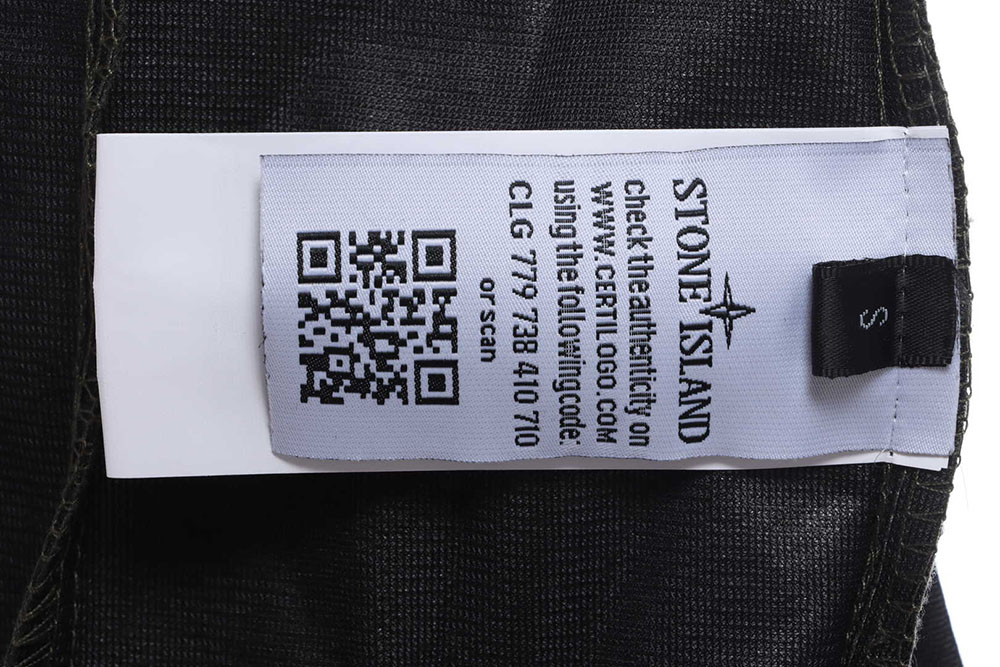 STONE ISLAND
check the authenticity on
WWW.CERTILOGO.COM
using the following code:
CLG 779 738 410 710
or scan
S